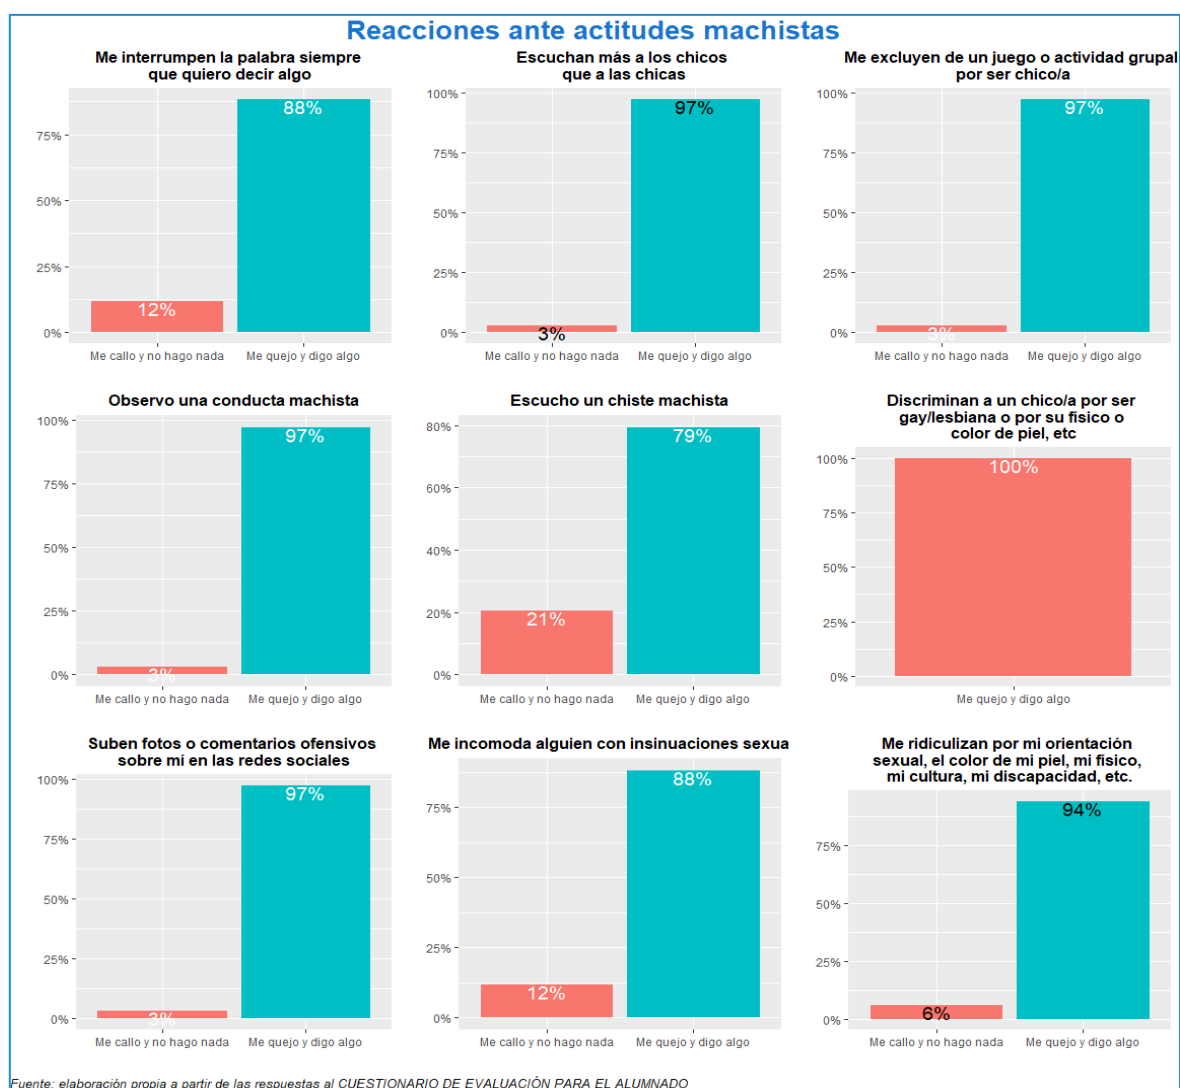 Reacciones ante actitudes machistas
Me interrumpen la palabra siempre
que quiero decir algo
88%
75%
50%
25%
12%
0%
Me callo y no hago nada
Me quejo y digo algo
Escuchan más a los chicos
que a las chicas
100%
97%
75%
50%
25%
3%
0%
Me callo y no hago nada
Me quejo y digo algo
Me excluyen de un juego o actividad grupal
por ser chico/a
100%
97%
75%
50%
25%
3%
0%
Me callo y no hago nada
Me quejo y digo algo
Observo una conducta machista
100%
97%
75%
50%
25%
3%
0%
Me callo y no hago nada
Me quejo y digo algo
Escucho un chiste machista
80%
79%
60%
40%
20%
21%
0%
Me callo y no hago nada
Me quejo y digo algo
Discriminan a un chico/a por ser
gay/lesbiana o por su físico o
color de piel, etc
100%
100%
75%
50%
25%
0%
Me quejo y digo algo
Suben fotos o comentarios ofensivos
sobre mí en las redes sociales
100%
97%
75%
50%
25%
3%
0%
Me callo y no hago nada
Me quejo y digo algo
Me incomoda alguien con insinuaciones sexua
88%
75%
50%
25%
12%
0%
Me callo y no hago nada
Me quejo y digo algo
Me ridiculizan por mi orientación
sexual, el color de mi piel, mi físico,
mi cultura, mi discapacidad, etc.
94%
75%
50%
25%
6%
0%
Me callo y no hago nada
Me quejo y digo algo
Fuente: elaboración propia a partir de las respuestas al CUESTIONARIO DE EVALUACIÓN PARA EL ALUMNADO